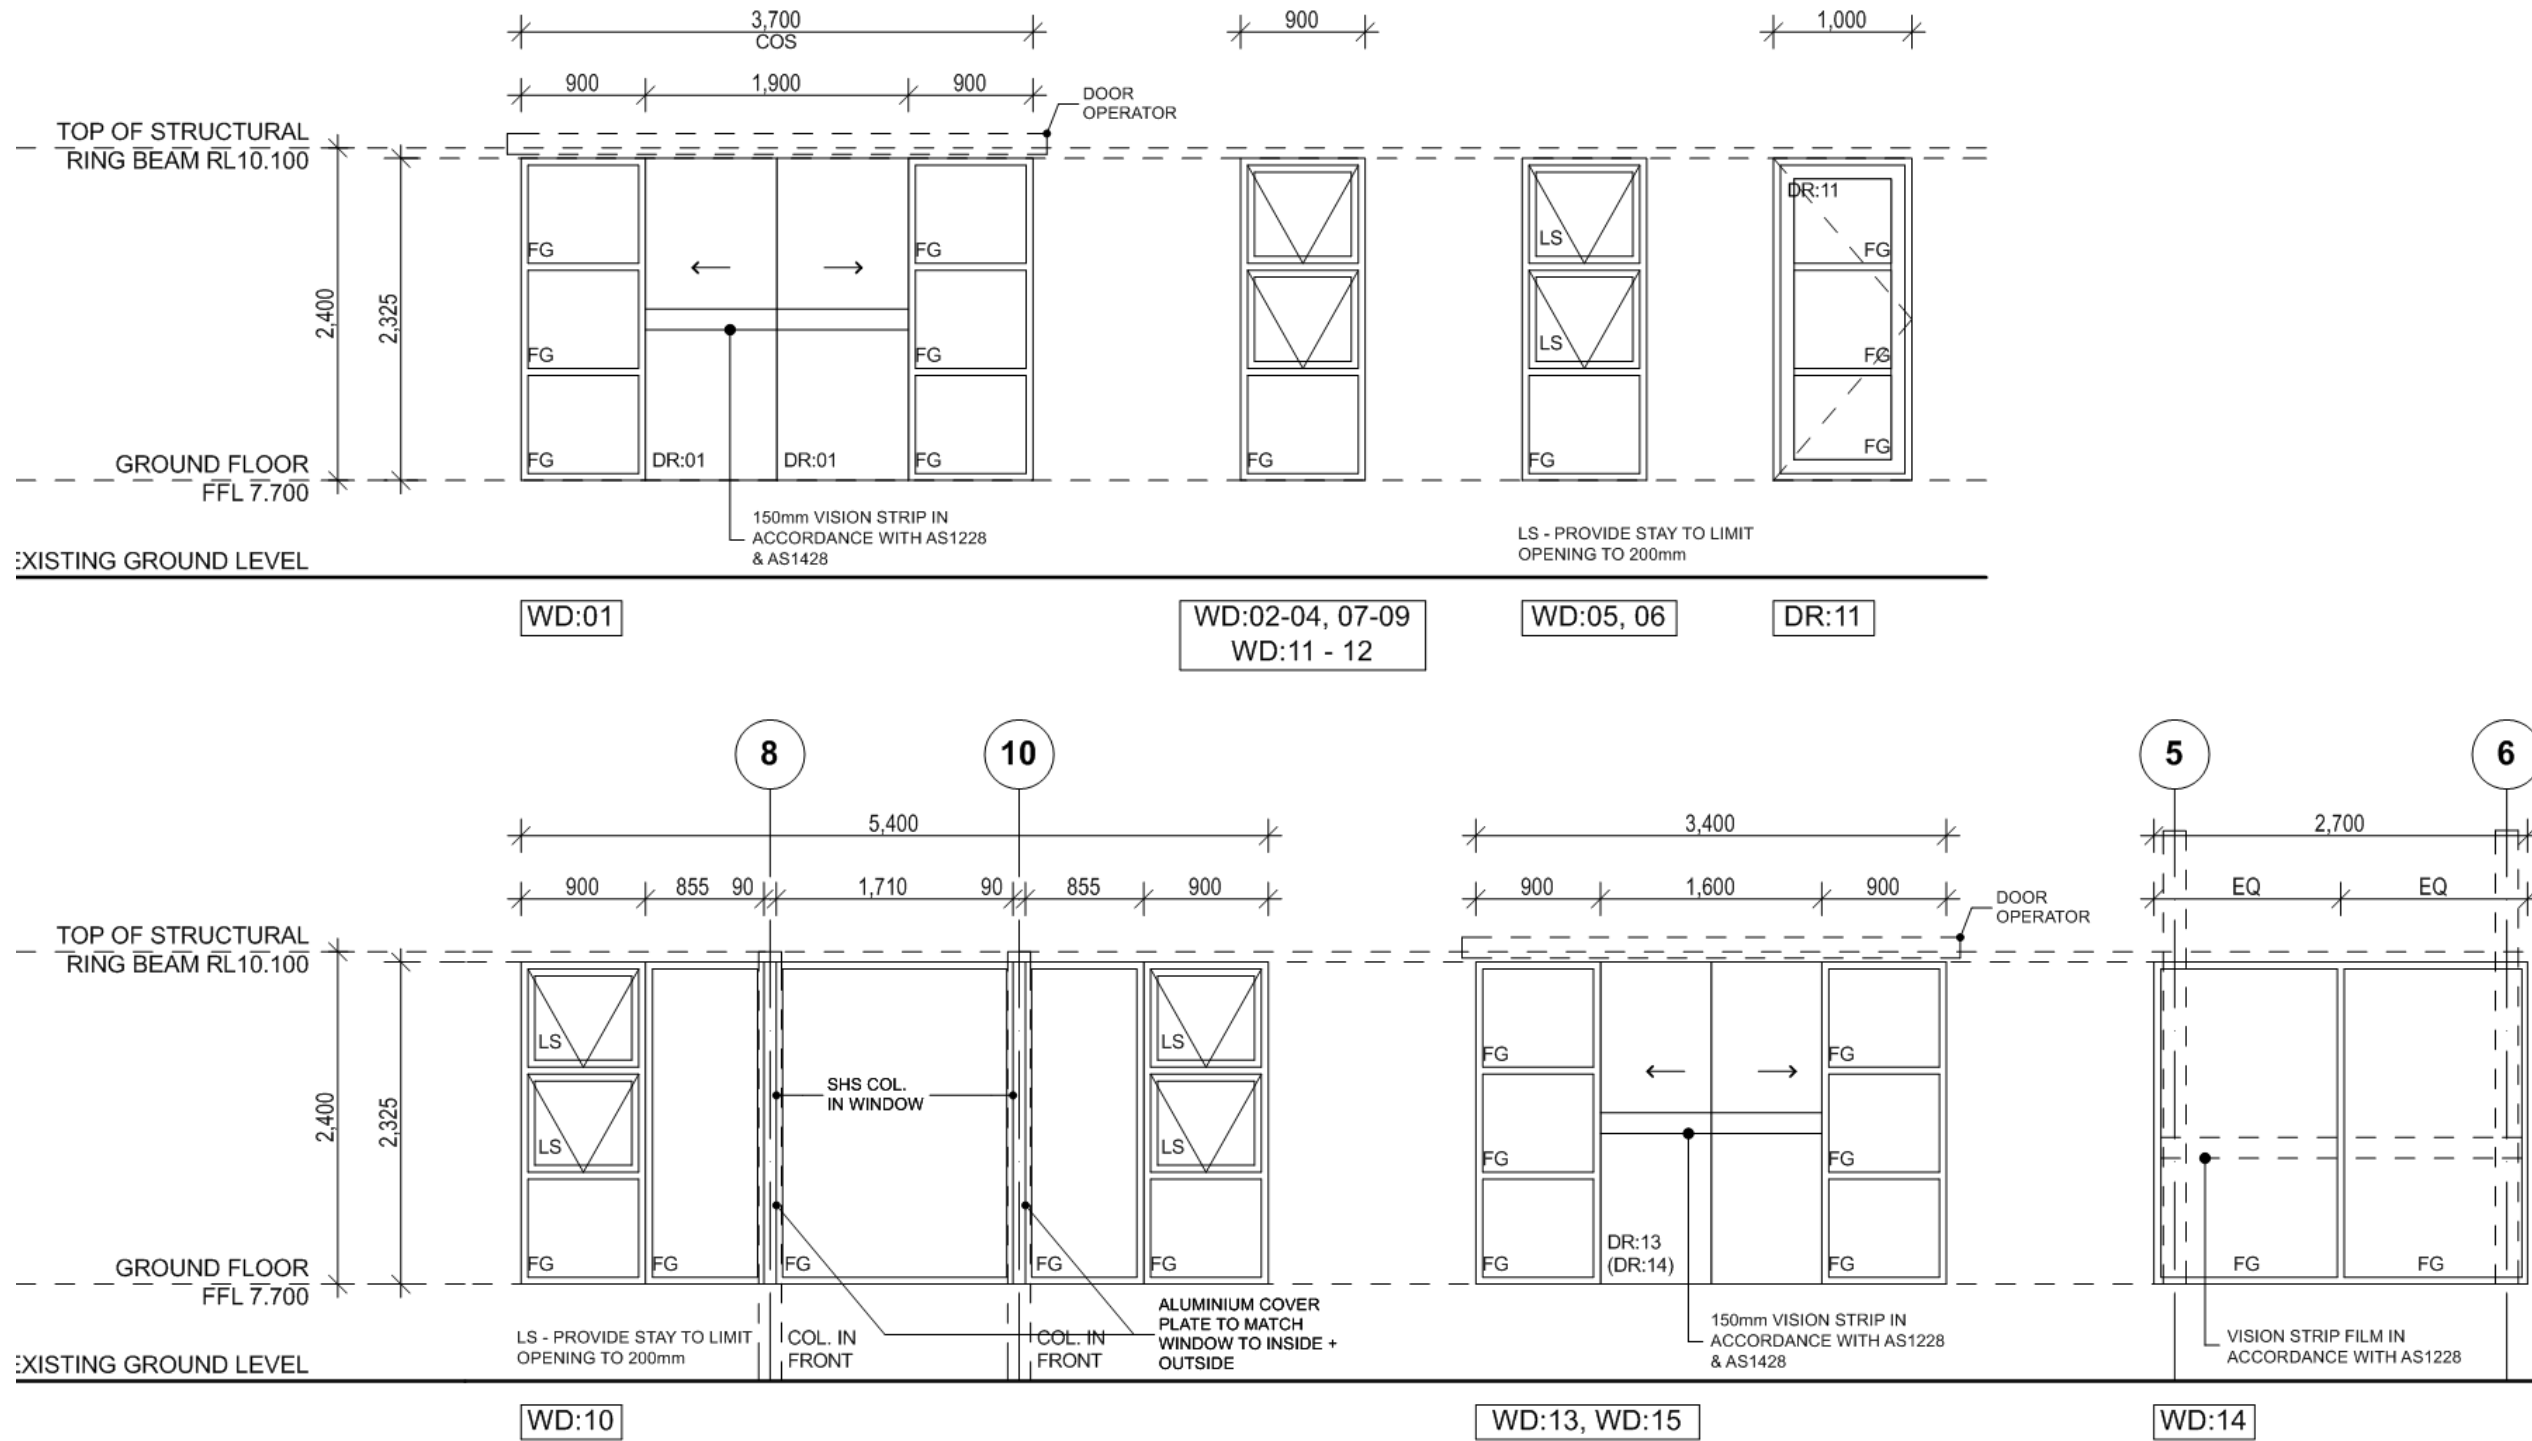 3,700
COS
900
1,000
900
1,900
900
DOOR
OPERATOR
TOP OF STRUCTURAL
RING BEAM RL10.100
2,400
2,325
FG
FG
FG
DR:01
DR:01
FG
FG
FG
FG
LS
LS
FG
DR:11
FG
FG
FG
GROUND FLOOR
FFL 7.700
150mm VISION STRIP IN
ACCORDANCE WITH AS1228
& AS1428
LS - PROVIDE STAY TO LIMIT
OPENING TO 200mm
EXISTING GROUND LEVEL
WD:01
WD:02-04, 07-09
WD:11 - 12
WD:05, 06
DR:11
8
10
5
6
5,400
3,400
2,700
900
855
90
1,710
90
855
900
900
1,600
900
EQ
EQ
DOOR
OPERATOR
TOP OF STRUCTURAL
RING BEAM RL10.100
2,400
2,325
LS
LS
FG
FG
SHS COL.
IN WINDOW
FG
FG
LS
LS
FG
FG
FG
FG
DR:13
(DR:14)
FG
FG
FG
FG
FG
GROUND FLOOR
FFL 7.700
LS - PROVIDE STAY TO LIMIT
OPENING TO 200mm
COL. IN
FRONT
COL. IN
FRONT
ALUMINIUM COVER
PLATE TO MATCH
WINDOW TO INSIDE +
OUTSIDE
150mm VISION STRIP IN
ACCORDANCE WITH AS1228
& AS1428
VISION STRIP FILM IN
ACCORDANCE WITH AS1228
EXISTING GROUND LEVEL
WD:10
WD:13, WD:15
WD:14